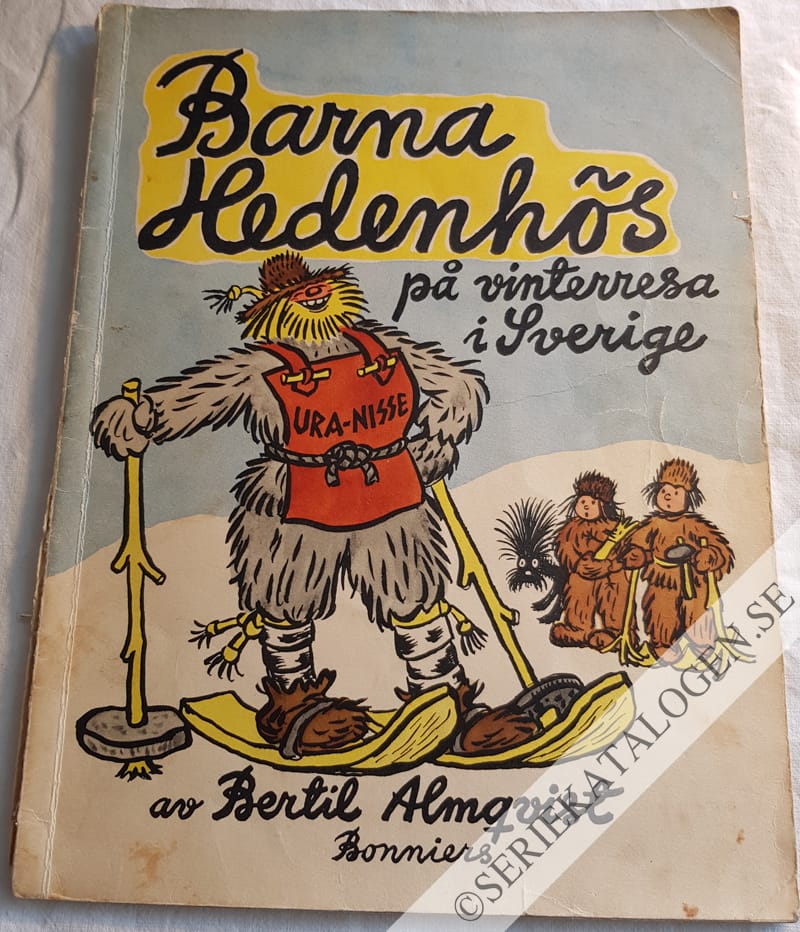 Barna
Hedenhös
på vinterresa
i Sverige
URA-NISSE
av Bertil Almqvist
Bonniers
©SERIEKATALOGEN.SE